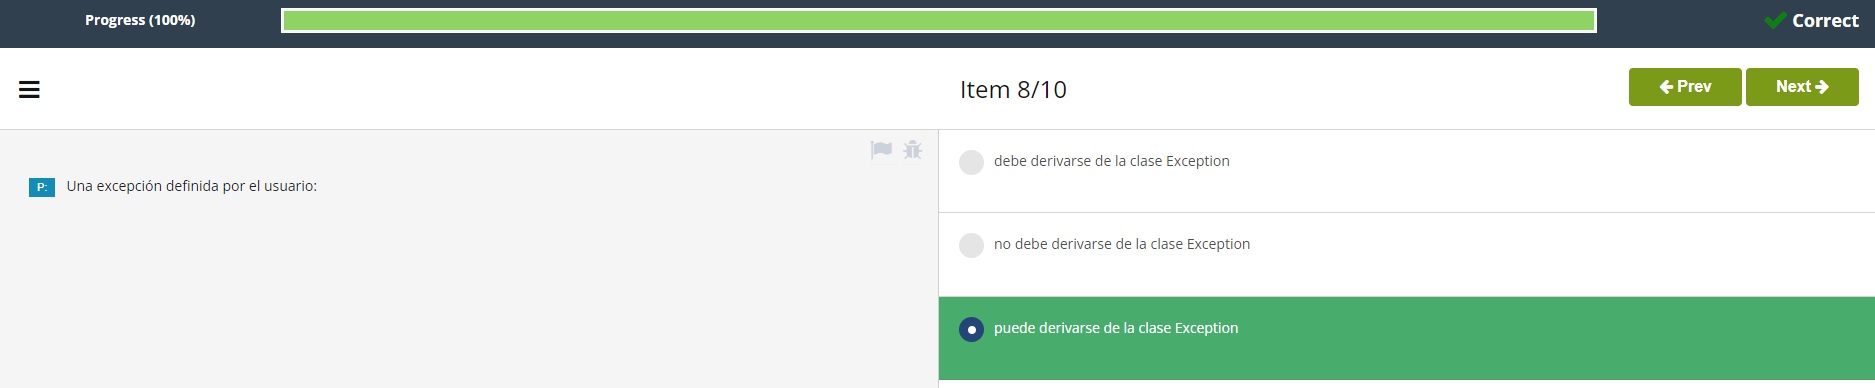 Progress (100%)
Correct
Item 8/10
Prev
Next
P:
Una excepción definida por el usuario:
debe derivarse de la clase Exception
no debe derivarse de la clase Exception
puede derivarse de la clase Exception